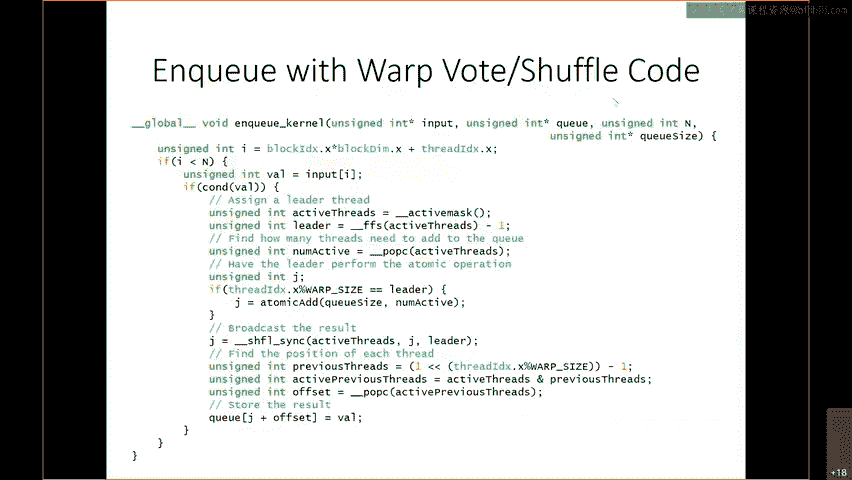 Enqueue with Warp Vote/Shuffle Code
__global__ void enqueue_kernel(unsigned int* input, unsigned int* queue, unsigned int N,
unsigned int* queueSize) {
unsigned int i = blockIdx.x*blockDim.x + threadIdx.x;
if(i < N) {
unsigned int val = input[i];
if(cond(val)) {
// Assign a leader thread
unsigned int activeThreads = __activemask();
unsigned int leader = __ffs(activeThreads) - 1;
// Find how many threads need to add to the queue
unsigned int numActive = __popc(activeThreads);
// Have the leader perform the atomic operation
unsigned int j;
if(threadIdx.x%WARP_SIZE == leader) {
j = atomicAdd(queueSize, numActive);
}
// Broadcast the result
j = __shfl_sync(activeThreads, j, leader);
// Find the position of each thread
unsigned int previousThreads = (1 << (threadIdx.x%WARP_SIZE)) - 1;
unsigned int activePreviousThreads = activeThreads & previousThreads;
unsigned int offset = __popc(activePreviousThreads);
// Store the result
queue[j + offset] = val;
}
}
}
+18